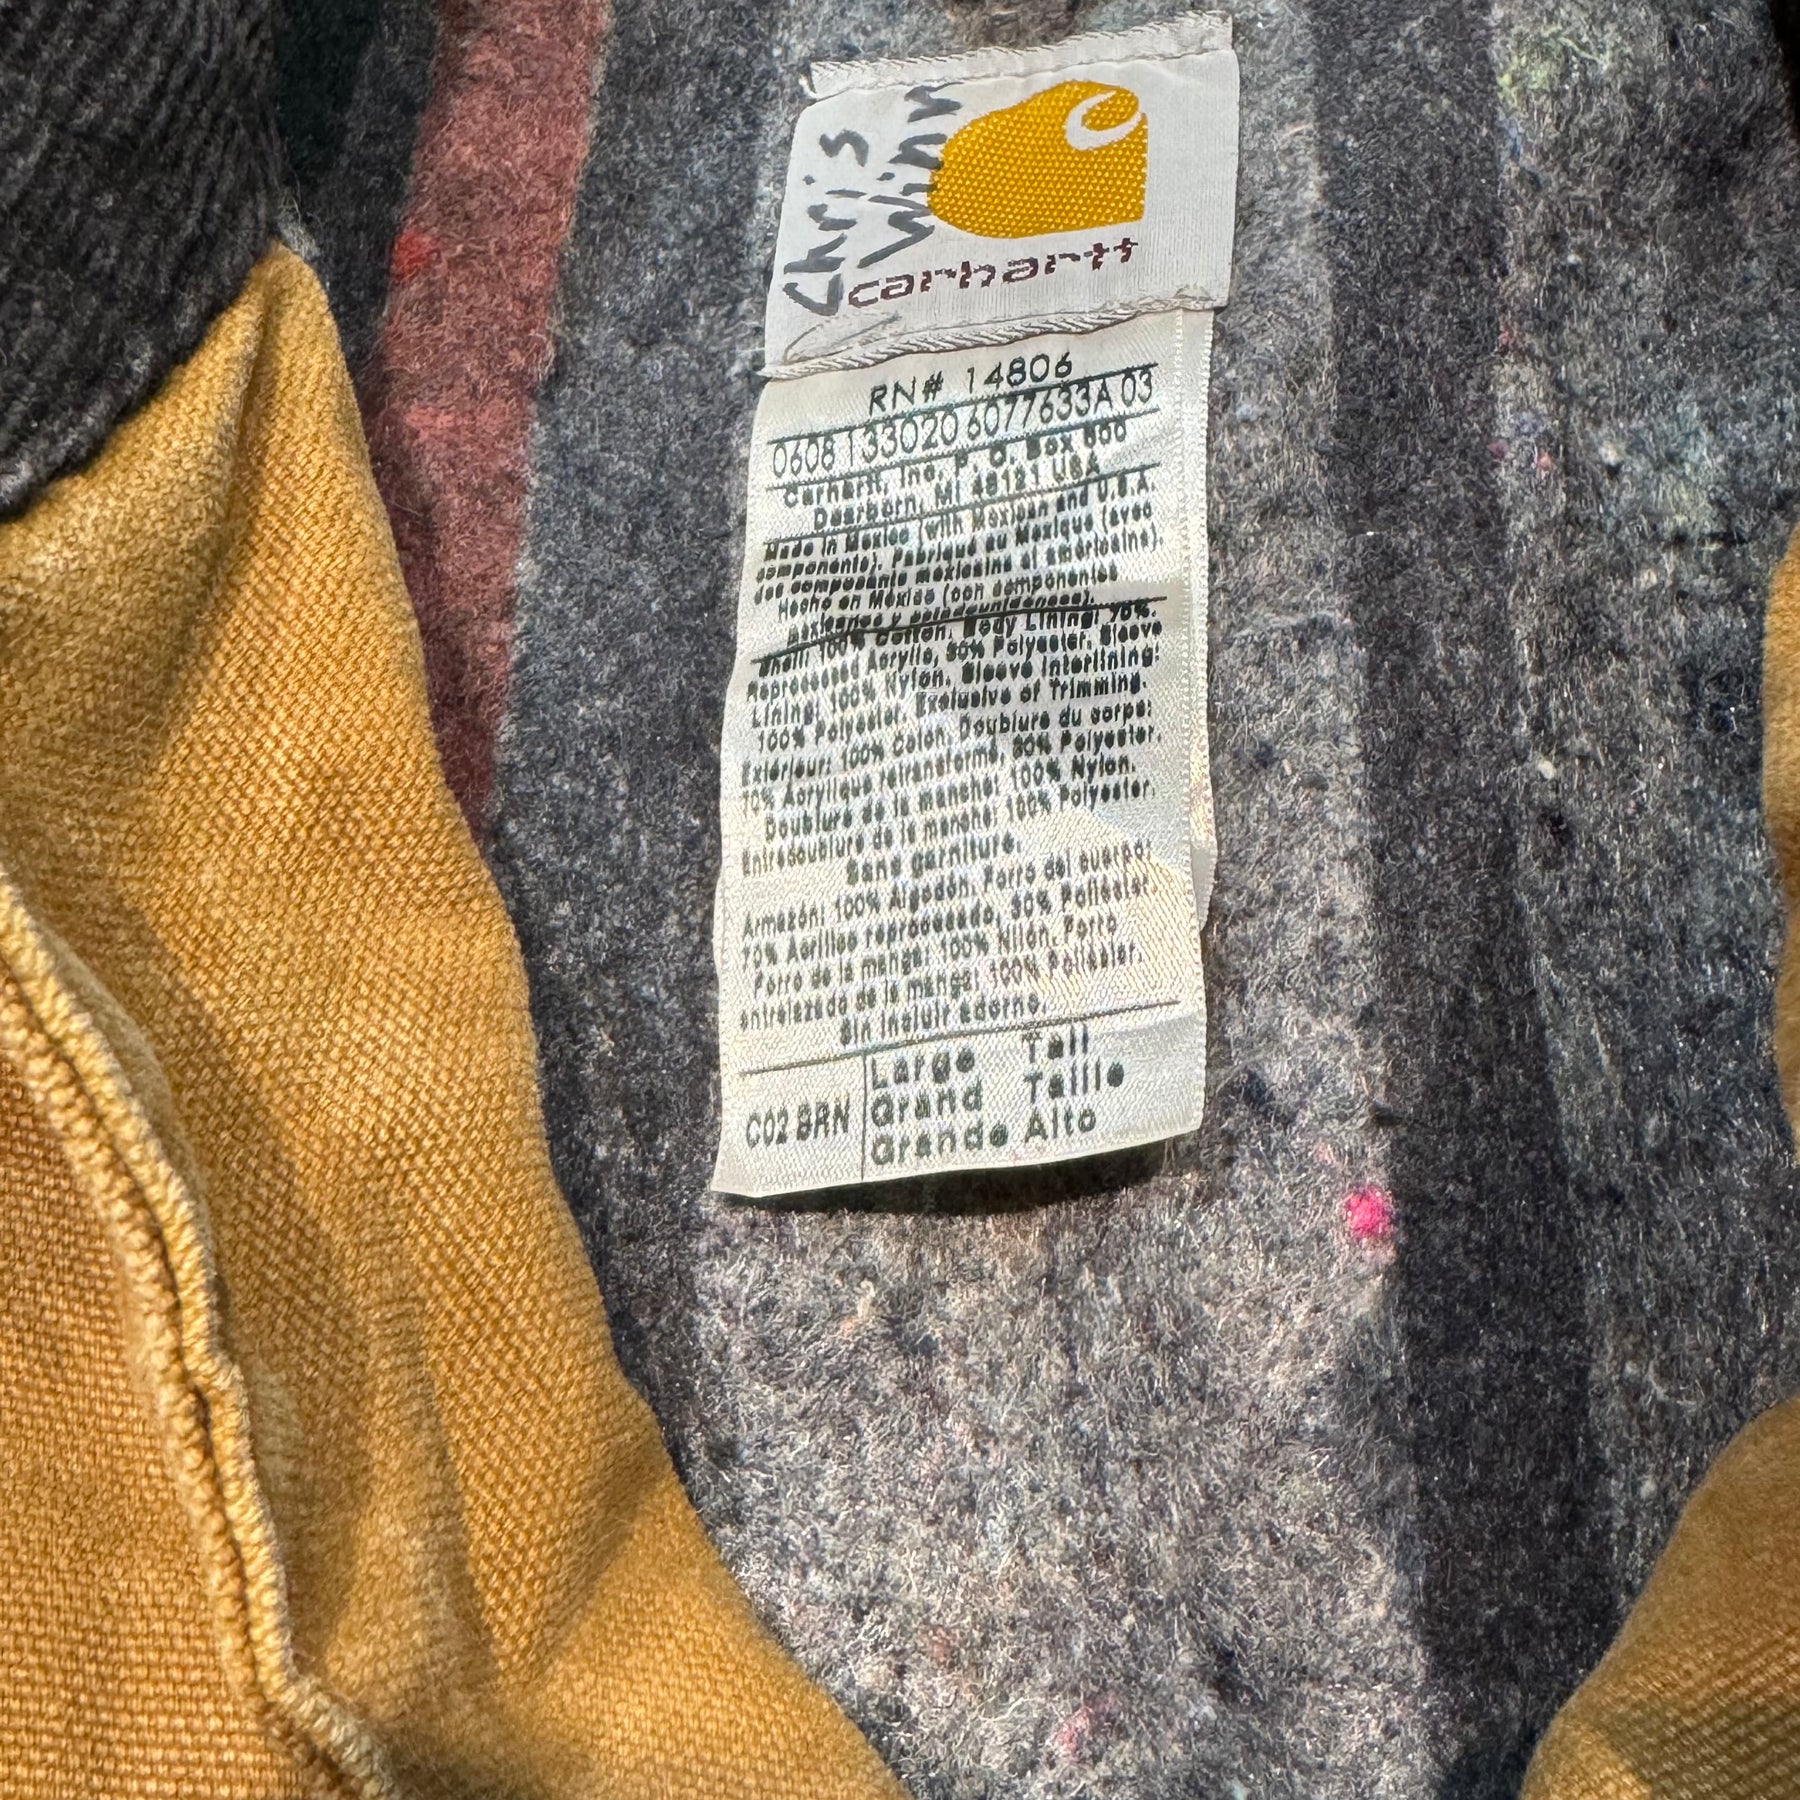 Chris
Winn
carhartt
RN# 14806
0608 133020 6077633A 03
Carhartt, Inc. P. O. Box 600
Dearborn, MI 48121 USA
Made in Mexico (with Mexican and U.S.A
components). Fabriqué au Mexique (avec
des composants mexicains et américains).
Hecho en México (con componentes
mexicanos y estadounidenses).
Shell: 100% Cotton. Body Lining: 70%
Reprocessed Acrylic, 30% Polyester. Sleeve
Lining: 100% Nylon. Sleeve Interlining:
100% Polyester. Exclusive of Trimming.
Extérieur: 100% Coton. Doublure du corps:
70% Acrylique retransformé, 30% Polyester.
Doublure de la manche: 100% Nylon.
Entredoublure de la manche: 100% Polyester.
Sans garniture.
Armazón: 100% Algodón. Forro del cuerpo:
70% Acrílico reprocesado, 30% Poliéster.
Forro de la manga: 100% Nilón. Forro
entrelazado de la manga: 100% Poliéster.
Sin incluir adorno.
C02 BRN
Large Tall
Grand Taille
Grande Alto